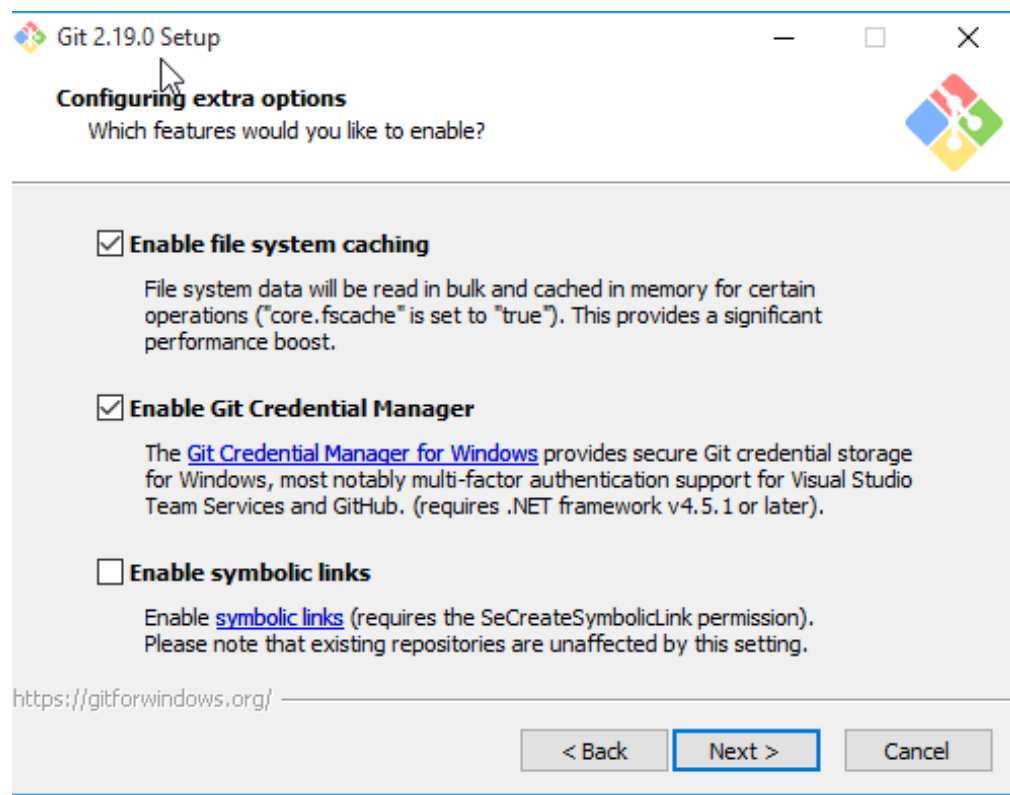 Git 2.19.0 Setup
Configuring extra options
Which features would you like to enable?
Enable file system caching
File system data will be read in bulk and cached in memory for certain
operations ("core.fscache" is set to "true"). This provides a significant
performance boost.
Enable Git Credential Manager
The Git Credential Manager for Windows provides secure Git credential storage
for Windows, most notably multi-factor authentication support for Visual Studio
Team Services and GitHub. (requires .NET framework v4.5.1 or later).
Enable symbolic links
Enable symbolic links (requires the SeCreateSymbolicLink permission).
Please note that existing repositories are unaffected by this setting.
https://gitforwindows.org/
< Back Next > Cancel